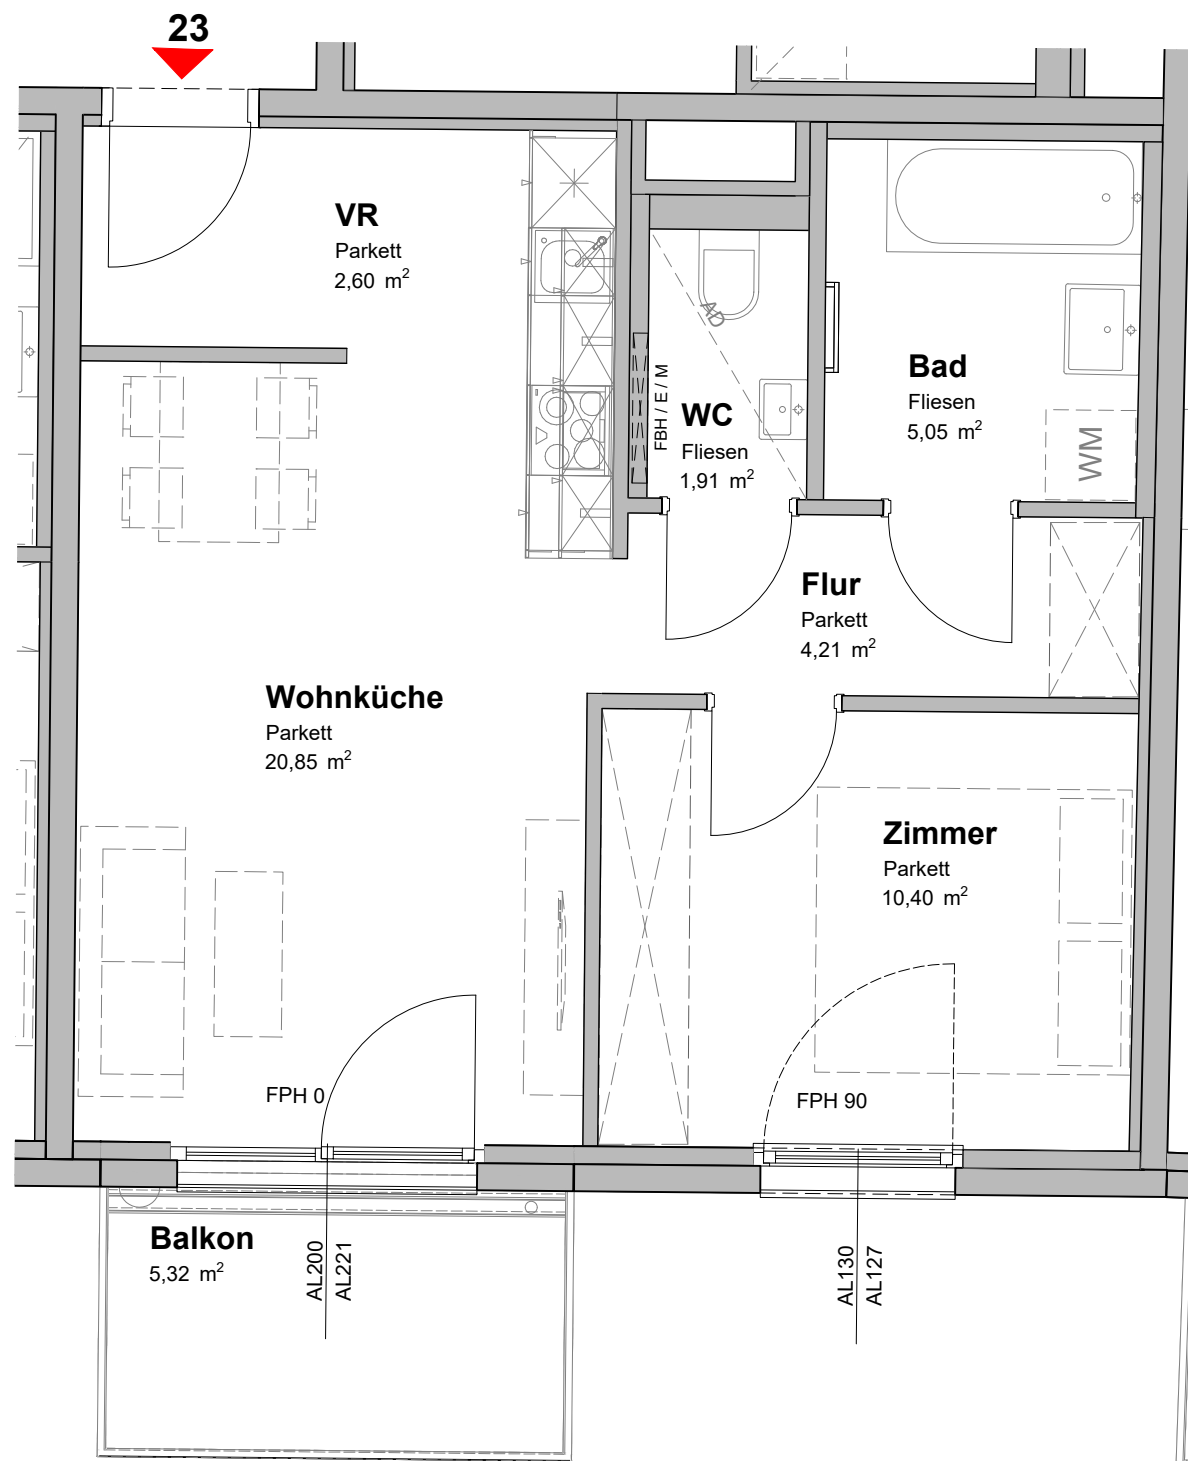 23
VR
Parkett
2,60 m²
Bad
Fliesen
5,05 m²
WC
Fliesen
1,91 m²
FBH / E / M
AD
WM
Flur
Parkett
4,21 m²
Wohnküche
Parkett
20,85 m²
Zimmer
Parkett
10,40 m²
FPH 0
FPH 90
Balkon
5,32 m²
AL200
AL221
AL130
AL127